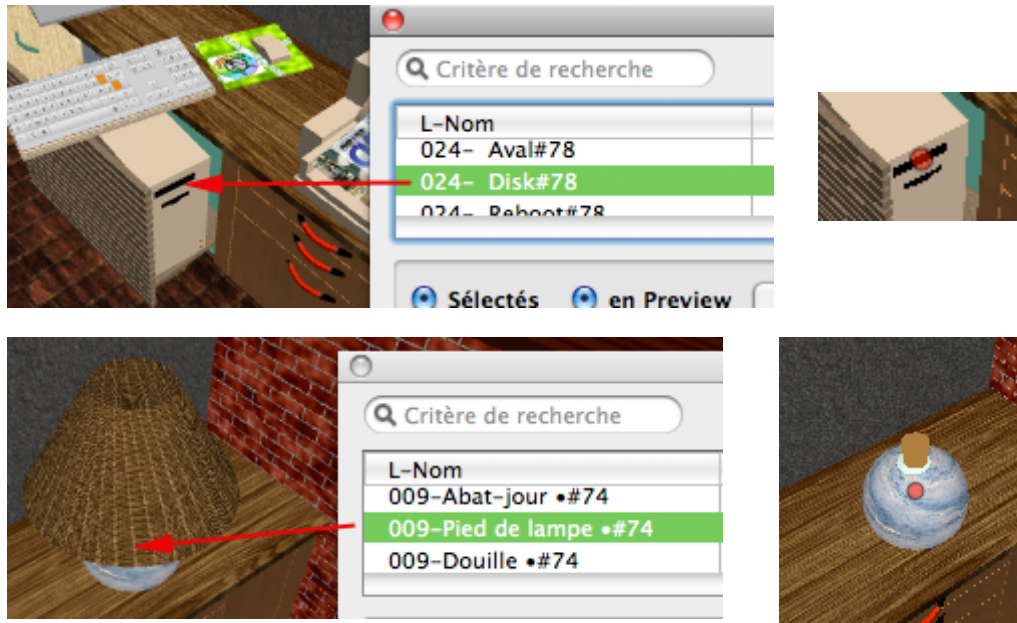 Critère de recherche
L-Nom
024- Aval#78
024- Disk#78
024- Reboot#78
Sélectés en Preview
Critère de recherche
L-Nom
009-Abat-jour •#74
009-Pied de lampe •#74
009-Douille •#74